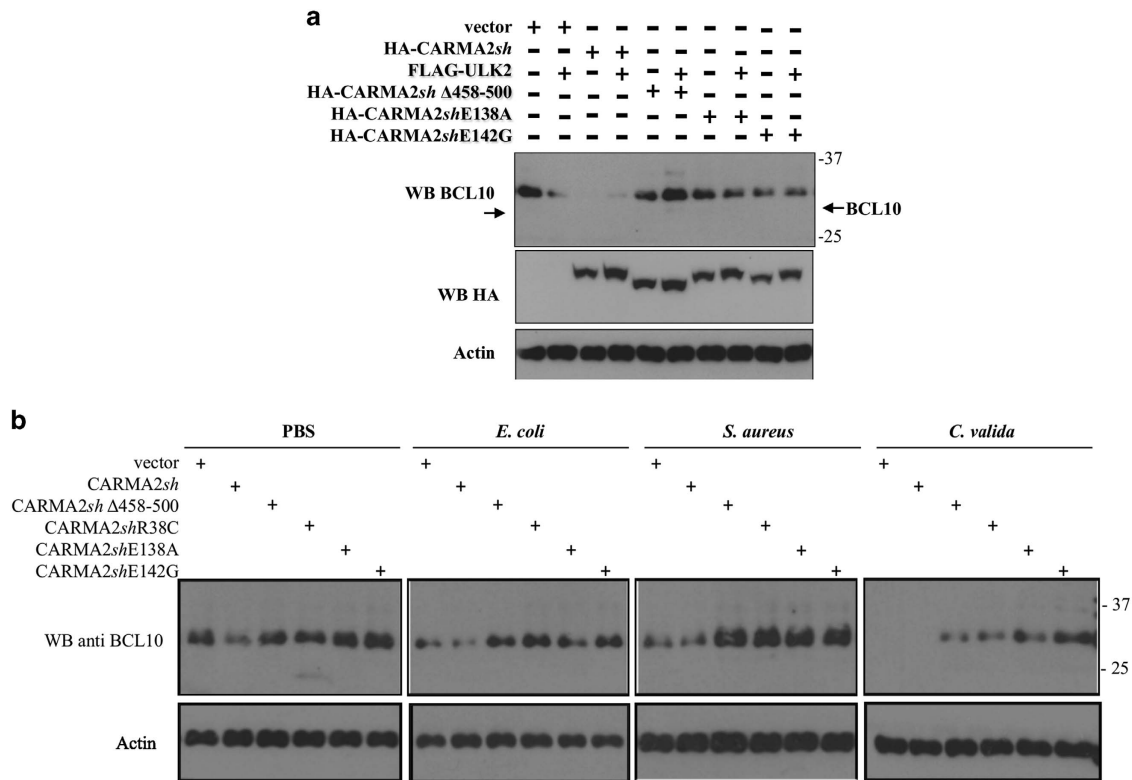 a
vector + + - - - - - - - -
HA-CARMA2sh - - + + - - - - - -
FLAG-ULK2 - + - + - + - + - +
HA-CARMA2sh Δ458-500 - - - - + + - - - -
HA-CARMA2shE138A - - - - - - + + - -
HA-CARMA2shE142G - - - - - - - - + +
-37
WB BCL10
←BCL10
→
-25
WB HA
Actin
b
PBS E. coli S. aureus C. valida
vector + + + +
CARMA2sh + + + +
CARMA2sh Δ458-500 + + + +
CARMA2shR38C + + + +
CARMA2shE138A + + + +
CARMA2shE142G + + + +
- 37
WB anti BCL10
- 25
Actin